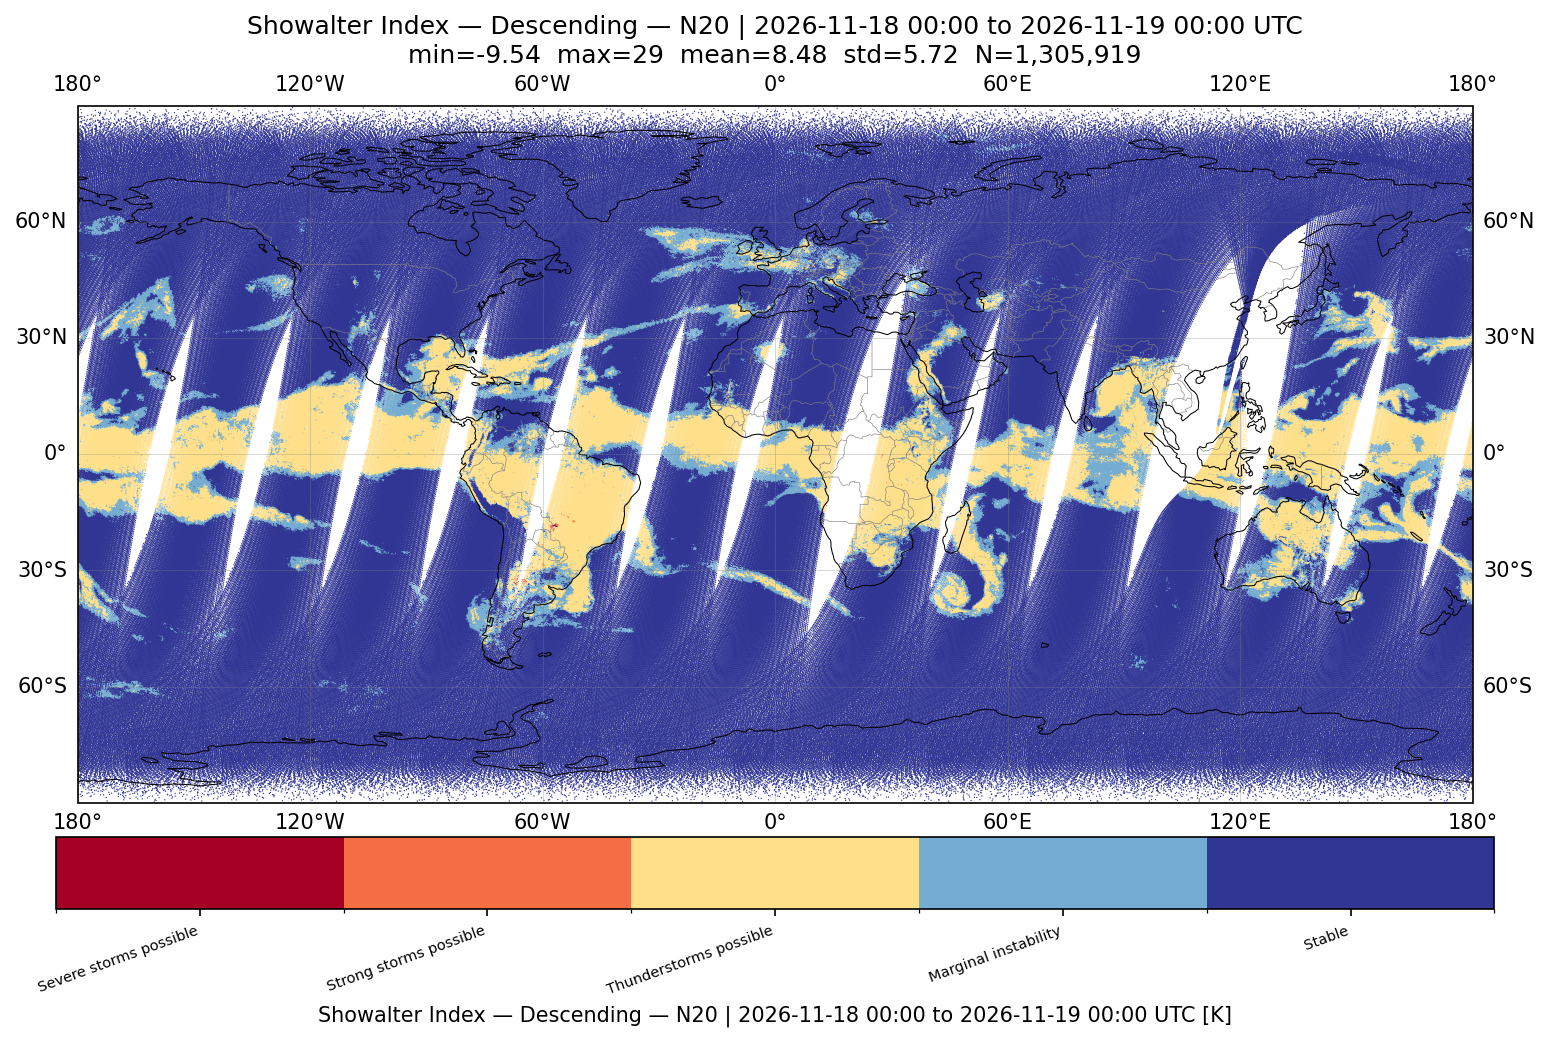 Showalter Index — Descending — N20 | 2026-11-18 00:00 to 2026-11-19 00:00 UTC
min=-9.54  max=29  mean=8.48  std=5.72  N=1,305,919
180° 120°W 60°W 0° 60°E 120°E 180°
60°N 60°N
30°N 30°N
0° 0°
30°S 30°S
60°S 60°S
180° 120°W 60°W 0° 60°E 120°E 180°
Severe storms possible
Strong storms possible
Thunderstorms possible
Marginal instability
Stable
Showalter Index — Descending — N20 | 2026-11-18 00:00 to 2026-11-19 00:00 UTC [K]